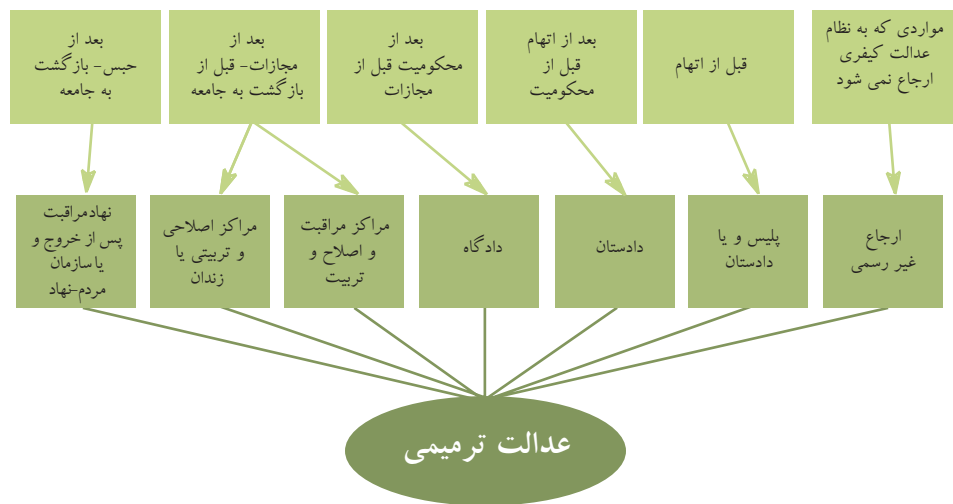 مواردی که به نظام
عدالت کیفری
ارجاع نمی شود
قبل از اتهام
بعد از اتهام
قبل از
محکومیت
بعد از
محکومیت قبل از
مجازات
بعد از
مجازات- قبل از
بازگشت به جامعه
بعد از
حبس- بازگشت
به جامعه
ارجاع
غیر رسمی
پلیس و یا
دادستان
دادستان
دادگاه
مراکز مراقبت
و اصلاح و
تربیت
مراکز اصلاحی
و تربیتی یا
زندان
نهادمراقبت
پس از خروج و
یا سازمان
مردم-نهاد
عدالت ترمیمی